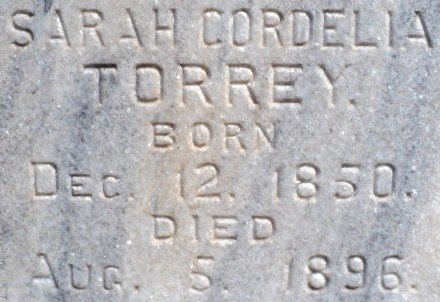 SARAH CORDELIA
TORREY.
BORN
DEC. 12, 1850.
DIED
AUG. 5, 1896.